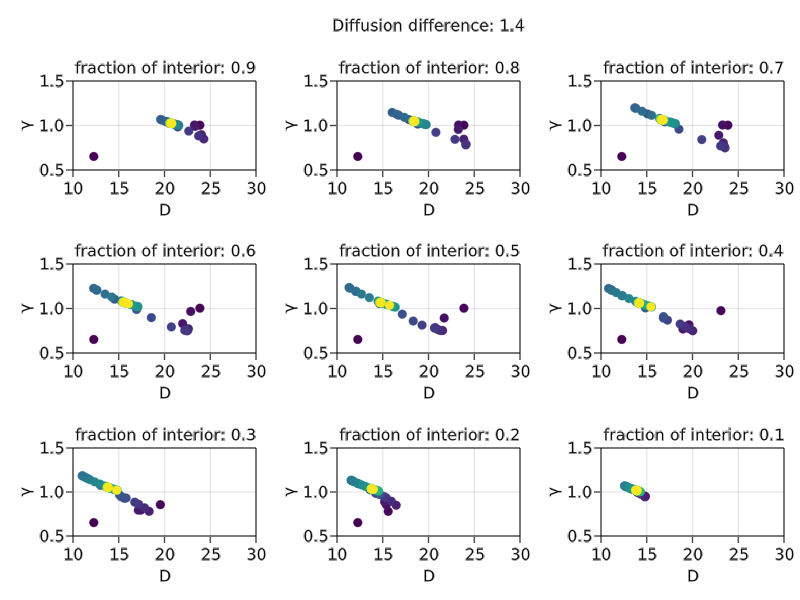 Diffusion difference: 1.4
fraction of interior: 0.9
fraction of interior: 0.8
fraction of interior: 0.7
1.5
1.0
0.5
γ
10 15 20 25 30
D
1.5
1.0
0.5
γ
10 15 20 25 30
D
1.5
1.0
0.5
γ
10 15 20 25 30
D
fraction of interior: 0.6
fraction of interior: 0.5
fraction of interior: 0.4
1.5
1.0
0.5
γ
10 15 20 25 30
D
1.5
1.0
0.5
γ
10 15 20 25 30
D
1.5
1.0
0.5
γ
10 15 20 25 30
D
fraction of interior: 0.3
fraction of interior: 0.2
fraction of interior: 0.1
1.5
1.0
0.5
γ
10 15 20 25 30
D
1.5
1.0
0.5
γ
10 15 20 25 30
D
1.5
1.0
0.5
γ
10 15 20 25 30
D